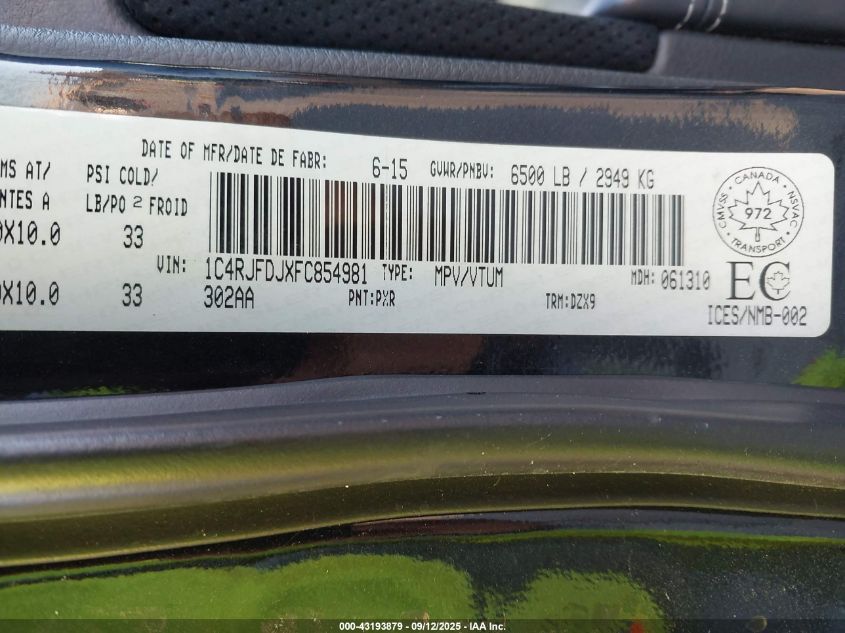 DATE OF MFR/DATE DE FABR: 6-15 GVWR/PNBV: 6500 LB / 2949 KG
MS AT/ PSI COLD/
NTES A LB/PO 2 FROID
0X10.0 33
VIN: 1C4RJFDJXFC854981 TYPE: MPV/VTUM MDH: 061310
0X10.0 33 302AA PNT:PXR TRM:DZX9
CANADA
CMVSS NSVAC
972
TRANSPORT
EC
ICES/NMB-002
000-43193879 - 09/12/2025 - IAA Inc.